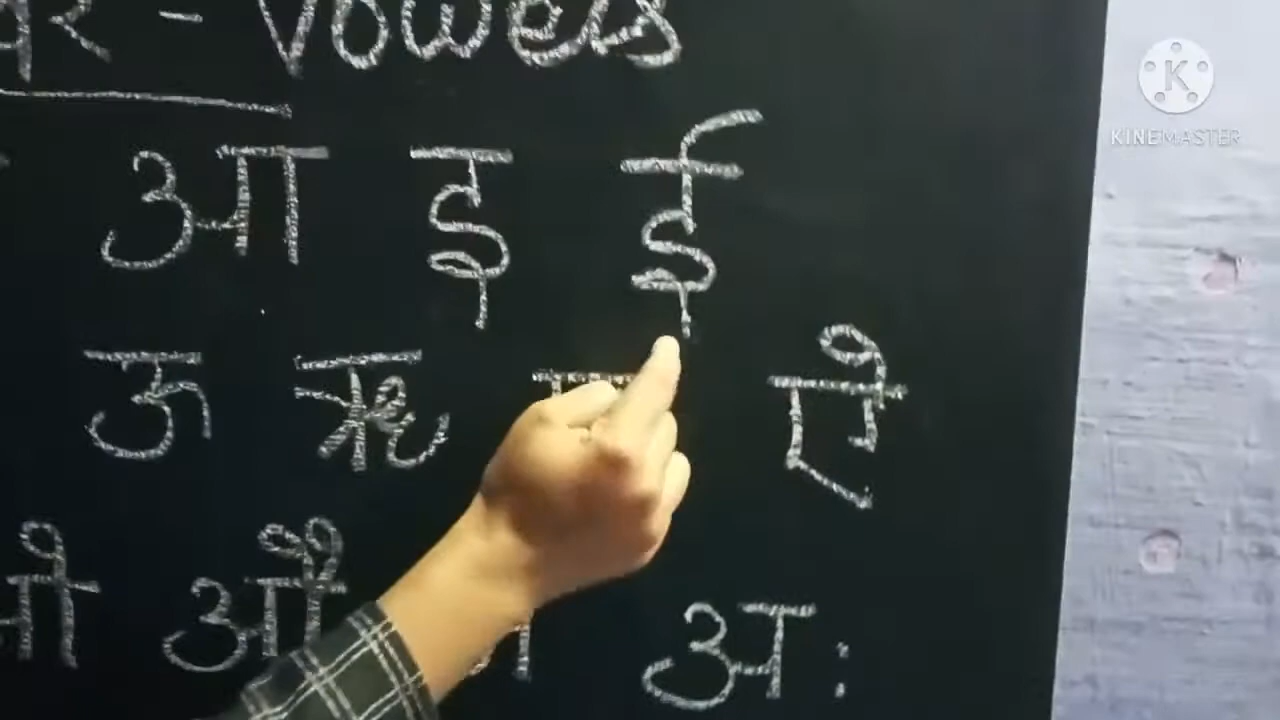 स्वर - Vowels
आ इ ई
ऊ ऋ ऐ
ओ औ अः
KINEMASTER